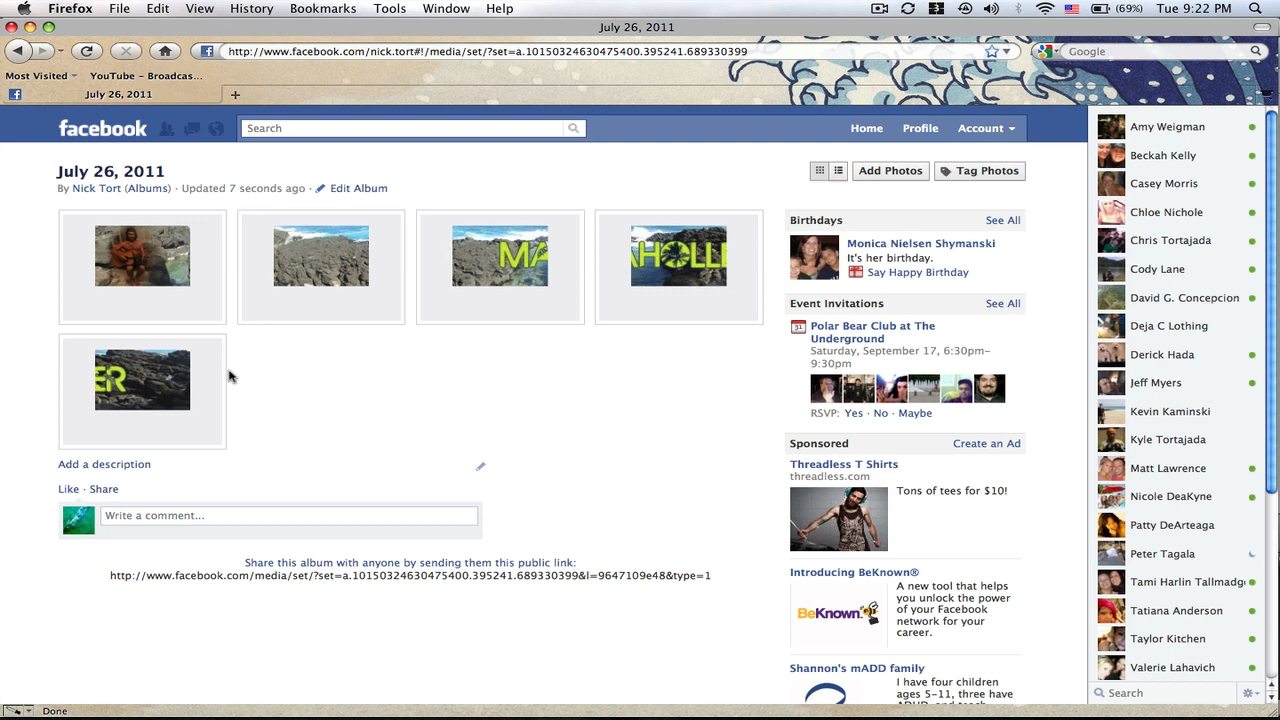 Firefox File Edit View History Bookmarks Tools Window Help (69%) Tue 9:22 PM
July 26, 2011
http://www.facebook.com/nick.tort#!/media/set/?set=a.10150324630475400.395241.689330399 Google
Most Visited YouTube – Broadcas...
July 26, 2011
facebook Search Home Profile Account
July 26, 2011
By Nick Tort (Albums) · Updated 7 seconds ago · Edit Album
Add Photos Tag Photos
MA
HOLLI
ER
Add a description
Like · Share
Write a comment...
Share this album with anyone by sending them this public link:
http://www.facebook.com/media/set/?set=a.10150324630475400.395241.689330399&l=9647109e48&type=1
Birthdays See All
Monica Nielsen Shymanski
It's her birthday.
Say Happy Birthday
Event Invitations See All
31
Polar Bear Club at The
Underground
Saturday, September 17, 6:30pm–
9:30pm
RSVP: Yes · No · Maybe
Sponsored Create an Ad
Threadless T Shirts
threadless.com
Tons of tees for $10!
Introducing BeKnown®
BeKnown.
A new tool that helps
you unlock the power
of your Facebook
network for your
career.
Shannon's mADD family
I have four children
ages 5–11, three have
Amy Weigman
Beckah Kelly
Casey Morris
Chloe Nichole
Chris Tortajada
Cody Lane
David G. Concepcion
Deja C Lothing
Derick Hada
Jeff Myers
Kevin Kaminski
Kyle Tortajada
Matt Lawrence
Nicole DeaKyne
Patty DeArteaga
Peter Tagala
Tami Harlin Tallmadg
Tatiana Anderson
Taylor Kitchen
Valerie Lahavich
Search
Done